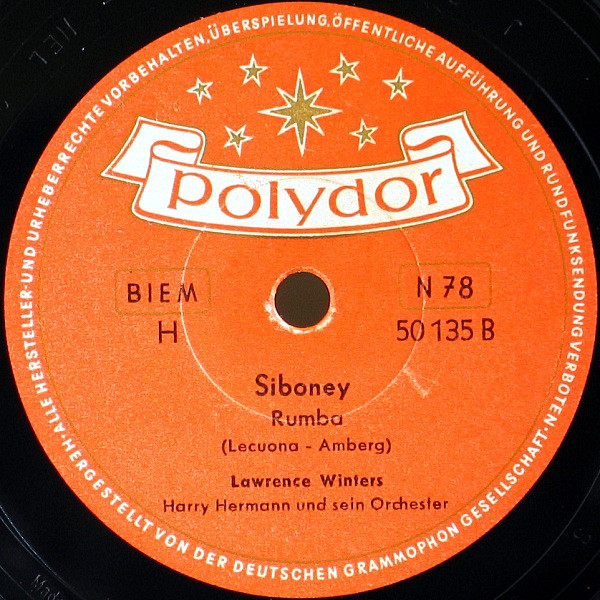 ·ALLE HERSTELLER-UND URHEBERRECHTE VORBEHALTEN, ÜBERSPIELUNG, ÖFFENTLICHE AUFFÜHRUNG UND RUNDFUNKSENDUNG VERBOTEN·
polydor
BIEM
N 78
H
50 135 B
Siboney
Rumba
(Lecuona - Amberg)
Lawrence Winters
Harry Hermann und sein Orchester
HERGESTELLT VON DER DEUTSCHEN GRAMMOPHON GESELLSCHAFT·